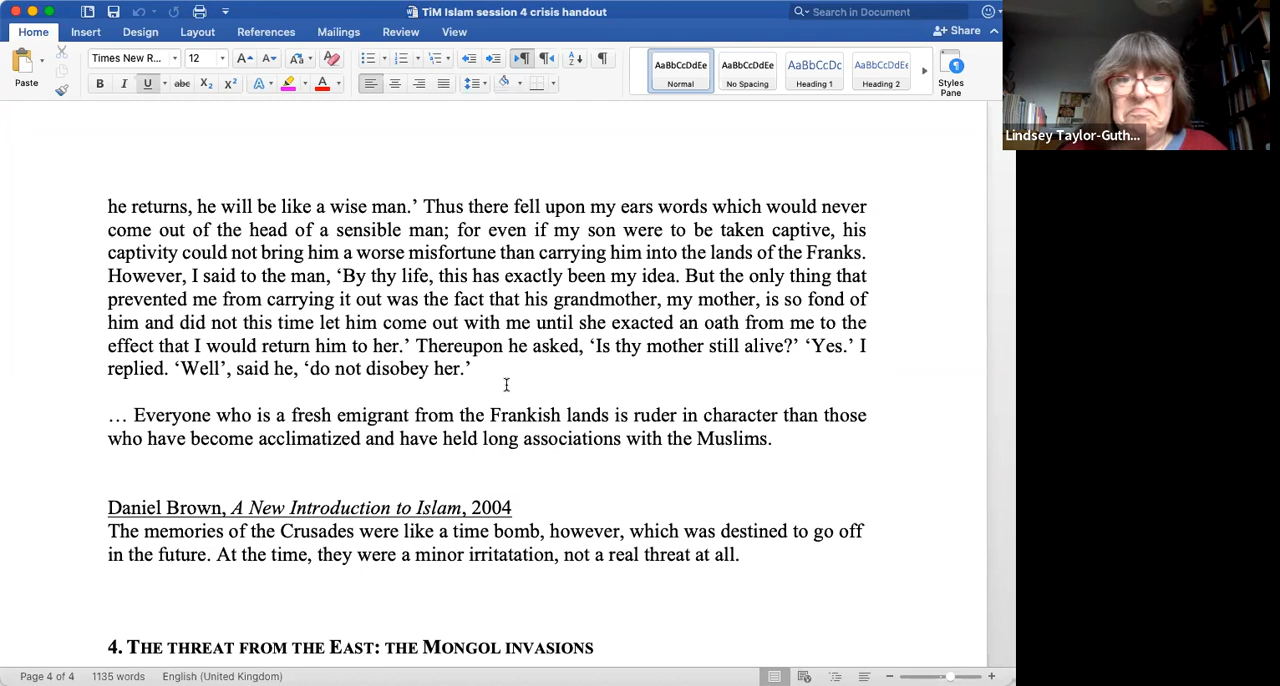 TiM Islam session 4 crisis handout
Search in Document
Home Insert Design Layout References Mailings Review View
Share
Times New R... 12
Paste
AaBbCcDdEe AaBbCcDdEe AaBbCcDc AaBbCcDdEe
Normal No Spacing Heading 1 Heading 2
Styles
Pane
Lindsey Taylor-Guth...
he returns, he will be like a wise man.’ Thus there fell upon my ears words which would never
come out of the head of a sensible man; for even if my son were to be taken captive, his
captivity could not bring him a worse misfortune than carrying him into the lands of the Franks.
However, I said to the man, ‘By thy life, this has exactly been my idea. But the only thing that
prevented me from carrying it out was the fact that his grandmother, my mother, is so fond of
him and did not this time let him come out with me until she exacted an oath from me to the
effect that I would return him to her.’ Thereupon he asked, ‘Is thy mother still alive?’ ‘Yes.’ I
replied. ‘Well’, said he, ‘do not disobey her.’
… Everyone who is a fresh emigrant from the Frankish lands is ruder in character than those
who have become acclimatized and have held long associations with the Muslims.
Daniel Brown, A New Introduction to Islam, 2004
The memories of the Crusades were like a time bomb, however, which was destined to go off
in the future. At the time, they were a minor irritatation, not a real threat at all.
4. THE THREAT FROM THE EAST: THE MONGOL INVASIONS
Page 4 of 4 1135 words English (United Kingdom)